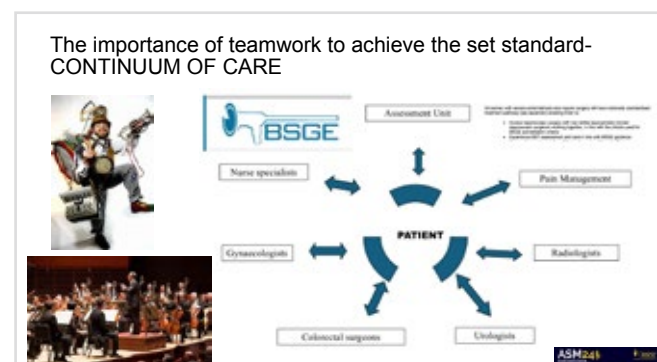 The importance of teamwork to achieve the set standard-
CONTINUUM OF CARE
BSGE
Assessment Unit
Nurse specialists
Pain Management
PATIENT
Gynaecologists
Radiologists
Colorectal surgeons
Urologists
ASM24